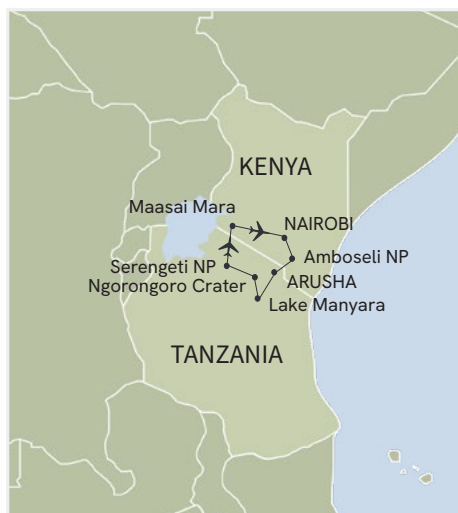 KENYA
Maasai Mara
NAIROBI
Amboseli NP
Serengeti NP
ARUSHA
Ngorongoro Crater
Lake Manyara
TANZANIA